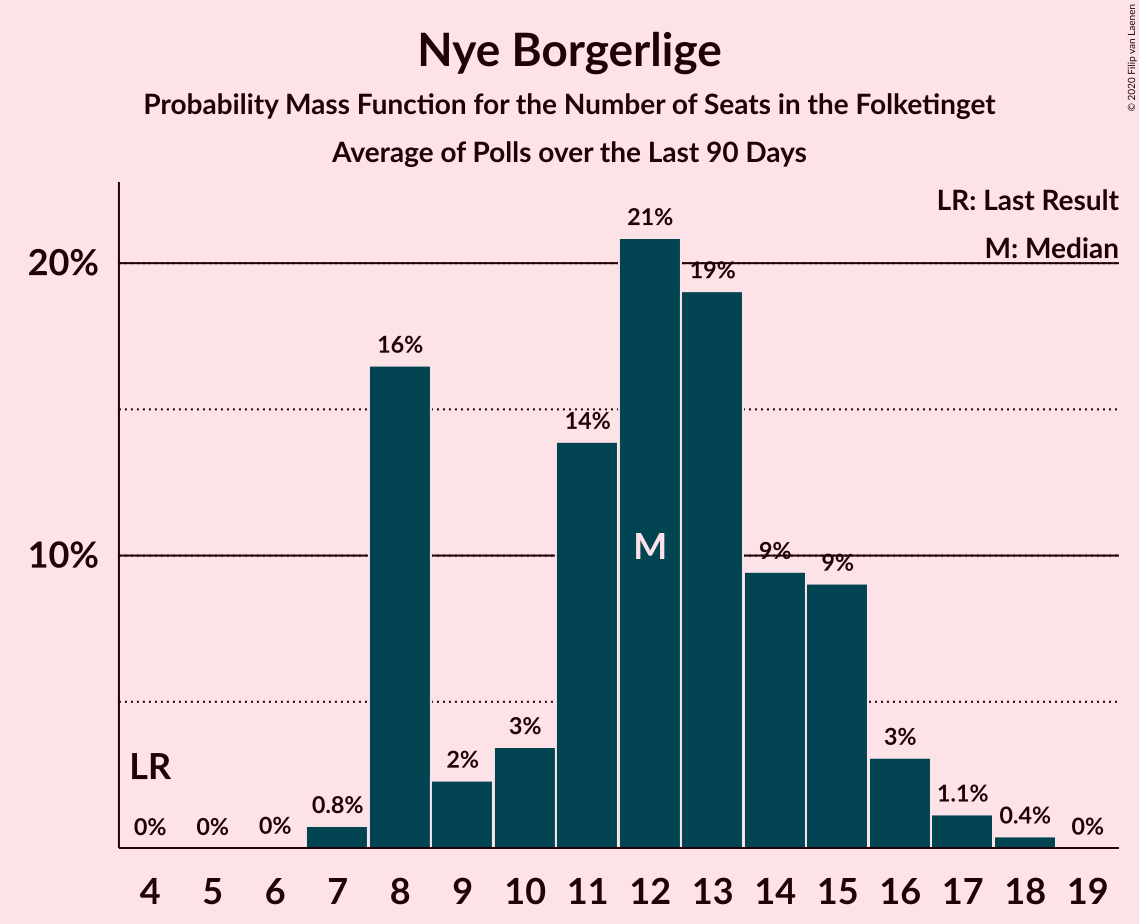 Nye Borgerlige
Probability Mass Function for the Number of Seats in the Folketinget
Average of Polls over the Last 90 Days
© 2020 Filip van Laenen
LR: Last Result
M: Median
20%
10%
21%
19%
16%
14%
9%
9%
3%
2%
3%
1.1%
0.8%
0.4%
0%
0%
0%
0%
M
LR
4 5 6 7 8 9 10 11 12 13 14 15 16 17 18 19